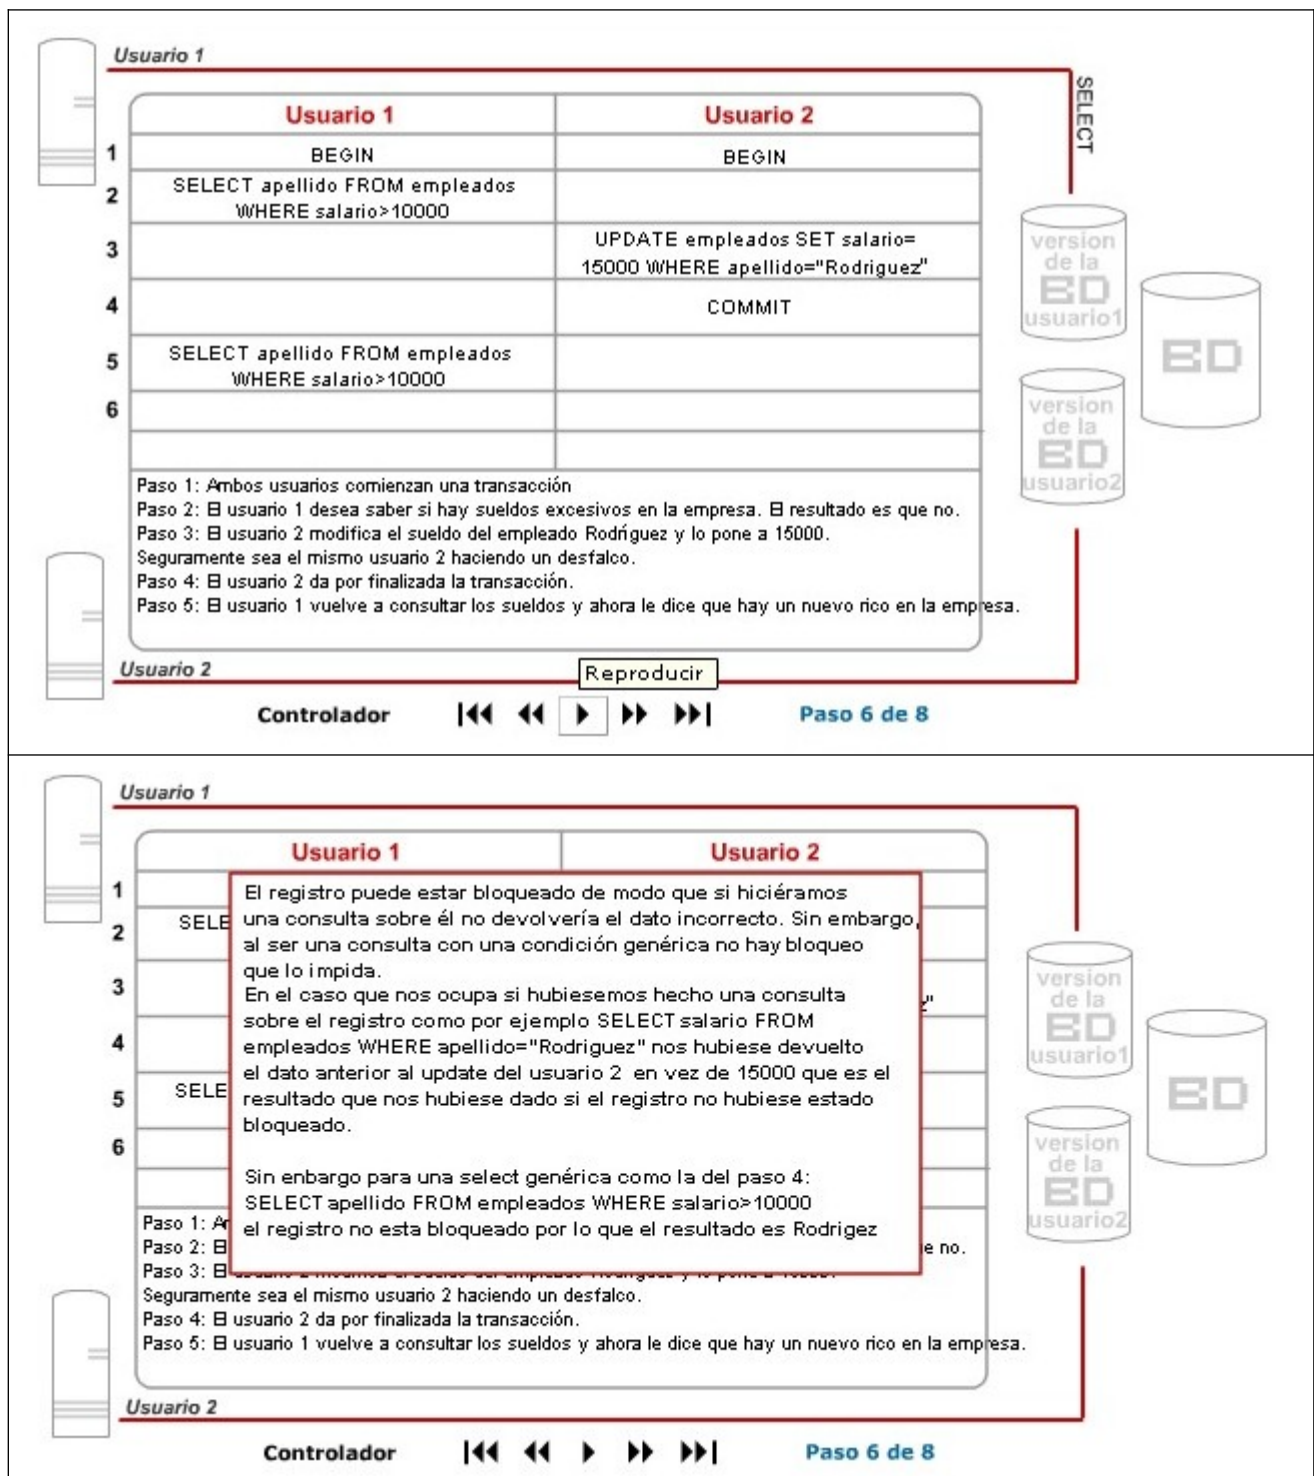 Usuario 1
SELECT
Usuario 1 Usuario 2
1 BEGIN BEGIN
2 SELECT apellido FROM empleados
WHERE salario>10000
3 UPDATE empleados SET salario=
15000 WHERE apellido="Rodriguez"
4 COMMIT
5 SELECT apellido FROM empleados
WHERE salario>10000
6
version
de la
BD
usuario1
BD
version
de la
BD
usuario2
Paso 1: Ambos usuarios comienzan una transacción
Paso 2: El usuario 1 desea saber si hay sueldos excesivos en la empresa. El resultado es que no.
Paso 3: El usuario 2 modifica el sueldo del empleado Rodríguez y lo pone a 15000.
Seguramente sea el mismo usuario 2 haciendo un desfalco.
Paso 4: El usuario 2 da por finalizada la transacción.
Paso 5: El usuario 1 vuelve a consultar los sueldos y ahora le dice que hay un nuevo rico en la empresa.
Usuario 2
Reproducir
Controlador Paso 6 de 8
Usuario 1
Usuario 1 Usuario 2
1
2 SELE
3 z"
4
5 SELE
6
El registro puede estar bloqueado de modo que si hiciéramos
una consulta sobre él no devolvería el dato incorrecto. Sin embargo,
al ser una consulta con una condición genérica no hay bloqueo
que lo impida.
En el caso que nos ocupa si hubiesemos hecho una consulta
sobre el registro como por ejemplo SELECT salario FROM
empleados WHERE apellido="Rodriguez" nos hubiese devuelto
el dato anterior al update del usuario 2 en vez de 15000 que es el
resultado que nos hubiese dado si el registro no hubiese estado
bloqueado.
Sin enbargo para una select genérica como la del paso 4:
SELECT apellido FROM empleados WHERE salario>10000
el registro no esta bloqueado por lo que el resultado es Rodrigez
version
de la
BD
usuario1
BD
version
de la
BD
usuario2
Paso 1: A
Paso 2: El e no.
Paso 3: El
Seguramente sea el mismo usuario 2 haciendo un desfalco.
Paso 4: El usuario 2 da por finalizada la transacción.
Paso 5: El usuario 1 vuelve a consultar los sueldos y ahora le dice que hay un nuevo rico en la empresa.
Usuario 2
Controlador Paso 6 de 8